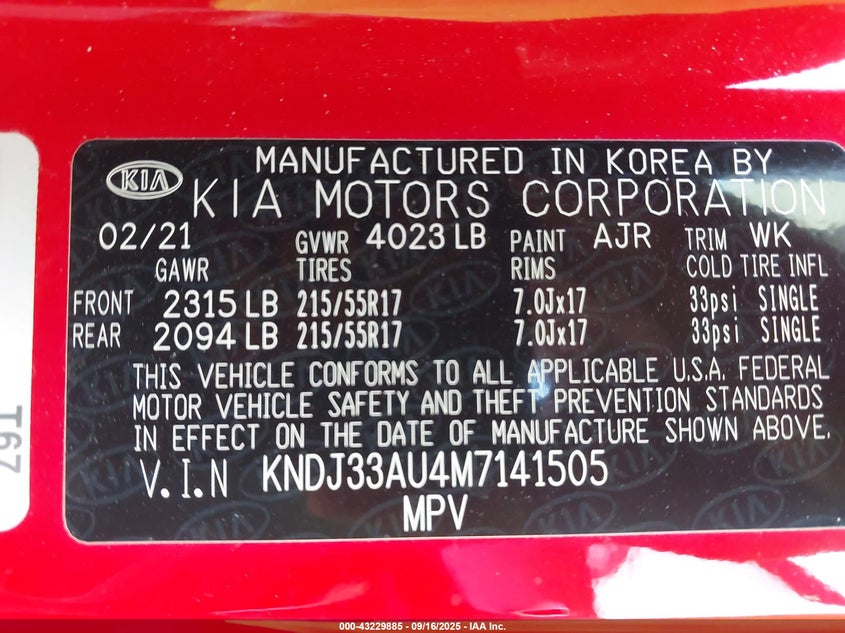 MANUFACTURED IN KOREA BY
KIA KIA MOTORS CORPORATION
02/21 GVWR 4023 LB PAINT AJR TRIM WK
GAWR TIRES RIMS COLD TIRE INFL
FRONT 2315 LB 215/55R17 7.0Jx17 33psi SINGLE
REAR 2094 LB 215/55R17 7.0Jx17 33psi SINGLE
THIS VEHICLE CONFORMS TO ALL APPLICABLE U.S.A. FEDERAL
MOTOR VEHICLE SAFETY AND THEFT PREVENTION STANDARDS
IN EFFECT ON THE DATE OF MANUFACTURE SHOWN ABOVE.
V.I.N KNDJ33AU4M7141505
MPV
T67
000-43229885 - 09/16/2025 - IAA Inc.